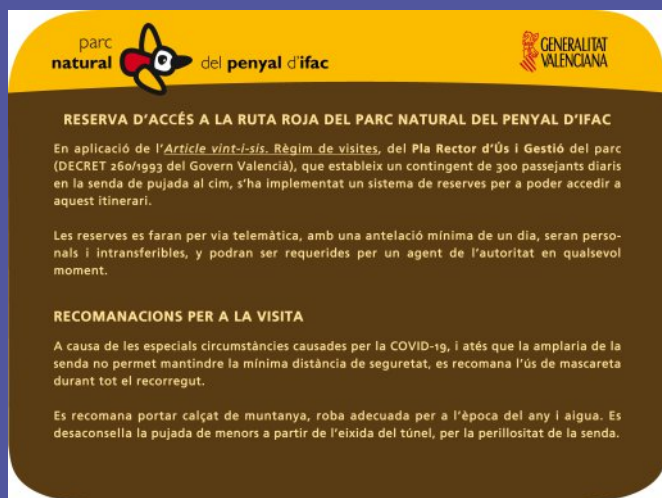 parc
natural del penyal d'ifac
GENERALITAT
VALENCIANA
RESERVA D'ACCÉS A LA RUTA ROJA DEL PARC NATURAL DEL PENYAL D'IFAC
En aplicació de l'Article vint-i-sis. Règim de visites, del Pla Rector d'Ús i Gestió del parc
(DECRET 260/1993 del Govern Valencià), que estableix un contingent de 300 passejants diaris
en la senda de pujada al cim, s'ha implementat un sistema de reserves per a poder accedir a
aquest itinerari.
Les reserves es faran per via telemàtica, amb una antelació mínima de un dia, seran perso-
nals i intransferibles, y podran ser requerides per un agent de l'autoritat en qualsevol
moment.
RECOMANACIONS PER A LA VISITA
A causa de les especials circumstàncies causades per la COVID-19, i atés que la amplaria de la
senda no permet mantindre la mínima distància de seguretat, es recomana l'ús de mascareta
durant tot el recorregut.
Es recomana portar calçat de muntanya, roba adecuada per a l'època del any i aigua. Es
desaconsella la pujada de menors a partir de l'eixida del túnel, per la perillositat de la senda.